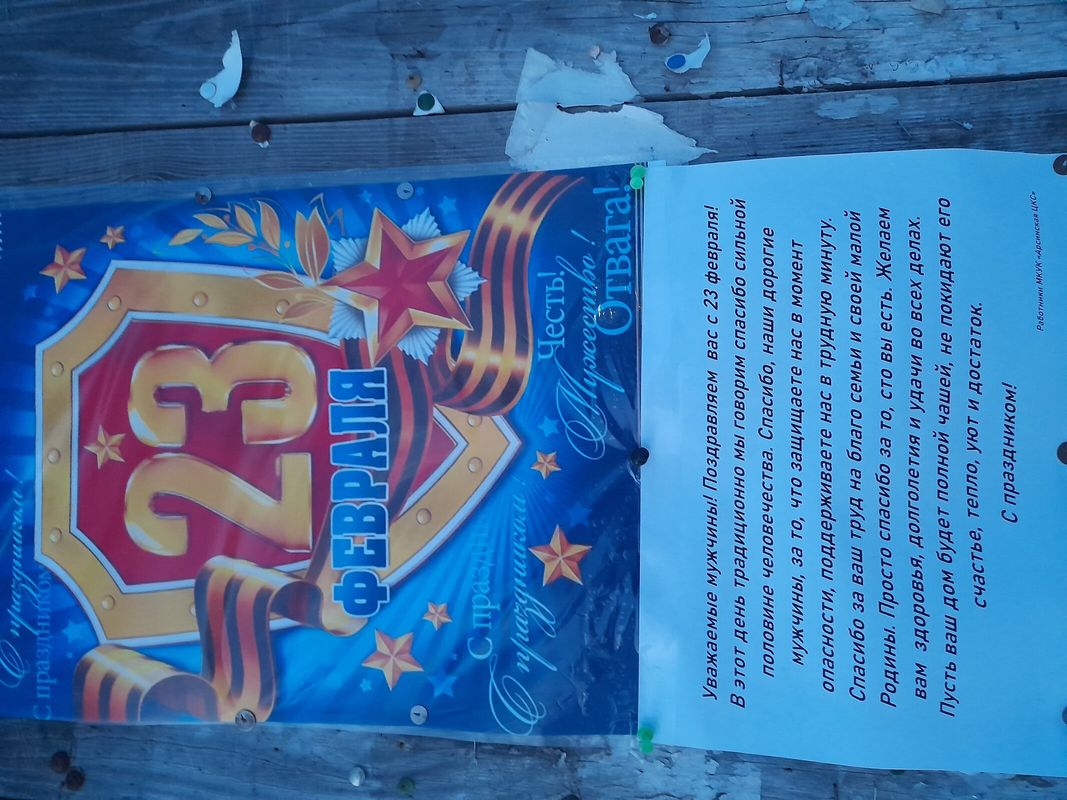 С праздником!
С праздником
23
ФЕВРАЛЯ
С праздник
С праздником!
Честь!
Мужество!
Отвага!
Уважаемые мужчины! Поздравляем вас с 23 февраля!
В этот день традиционно мы говорим спасибо сильной
половине человечества. Спасибо, наши дорогие
мужчины, за то, что защищаете нас в момент
опасности, поддерживаете нас в трудную минуту.
Спасибо за ваш труд на благо семьи и своей малой
Родины. Просто спасибо за то, сто вы есть. Желаем
вам здоровья, долголетия и удачи во всех делах.
Пусть ваш дом будет полной чашей, не покидают его
счастье, тепло, уют и достаток.
С праздником!
Работники МКУК «Арсинская ЦКС»